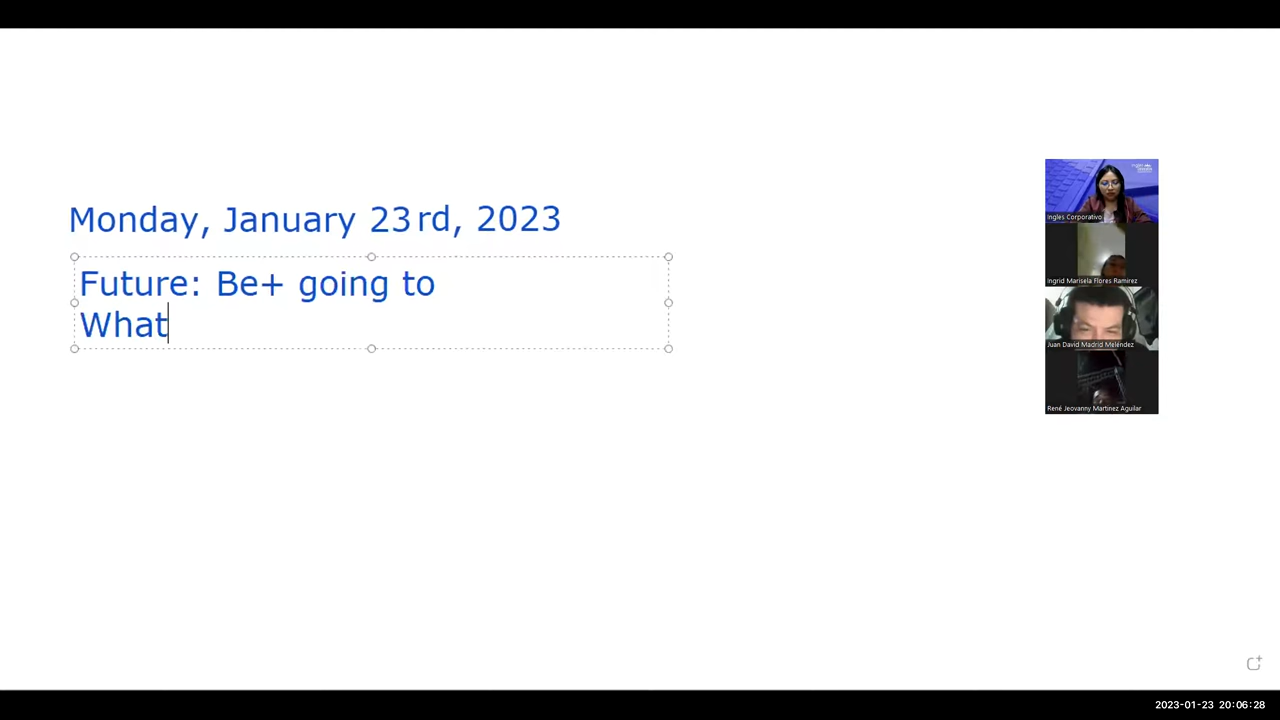 Monday, January 23rd, 2023
Future: Be+ going to
What
Ingles Corporativo
Ingrid Marisela Flores Ramirez
Juan David Madrid Meléndez
René Jeovanny Martinez Aguilar
2023-01-23 20:06:28